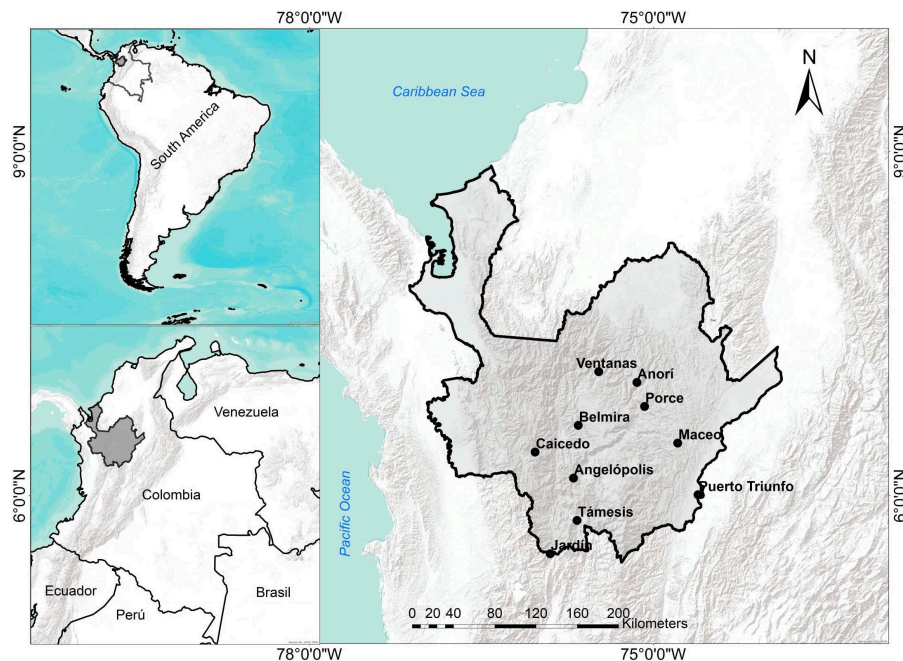 78°0'0"W 75°0'0"W
9°0'0"N
6°0'0"N
South America
Venezuela
Colombia
Ecuador
Perú
Brasil
Caribbean Sea
Pacific Ocean
N
Ventanas
Anorí
Porce
Belmira
Maceo
Caicedo
Angelópolis
Puerto Triunfo
Támesis
Jardín
0 20 40 80 120 160 200
Kilometers
9°0'0"N
6°0'0"N
78°0'0"W 75°0'0"W